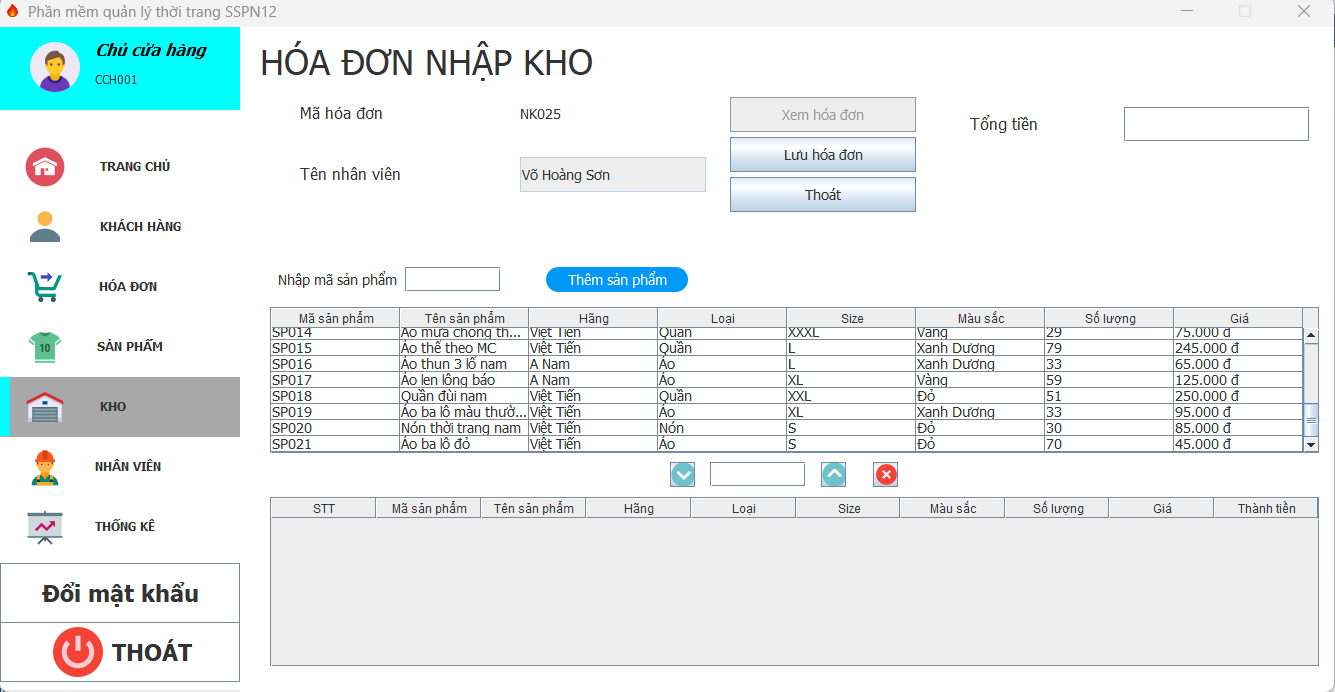 Phần mềm quản lý thời trang SSPN12
Chủ cửa hàng
CCH001
TRANG CHỦ
KHÁCH HÀNG
HÓA ĐƠN
SẢN PHẨM
10
KHO
NHÂN VIÊN
THỐNG KÊ
Đổi mật khẩu
THOÁT
HÓA ĐƠN NHẬP KHO
Mã hóa đơn NK025
Tên nhân viên Võ Hoàng Sơn
Xem hóa đơn
Lưu hóa đơn
Thoát
Tổng tiền
Nhập mã sản phẩm Thêm sản phẩm
Mã sản phẩm Tên sản phẩm Hãng Loại Size Màu sắc Số lượng Giá
SP014 Áo mưa chống th... Việt Tiến Quần XXXL Vàng 29 75.000 đ
SP015 Áo thể theo MC Việt Tiến Quần L Xanh Dương 79 245.000 đ
SP016 Áo thun 3 lổ nam A Nam Áo L Xanh Dương 33 65.000 đ
SP017 Áo len lông báo A Nam Áo XL Vàng 59 125.000 đ
SP018 Quần đùi nam Việt Tiến Quần XXL Đỏ 51 250.000 đ
SP019 Áo ba lô màu thườ... Việt Tiến Áo XL Xanh Dương 33 95.000 đ
SP020 Nón thời trang nam Việt Tiến Nón S Đỏ 30 85.000 đ
SP021 Áo ba lô đỏ Việt Tiến Áo S Đỏ 70 45.000 đ
STT Mã sản phẩm Tên sản phẩm Hãng Loại Size Màu sắc Số lượng Giá Thành tiền